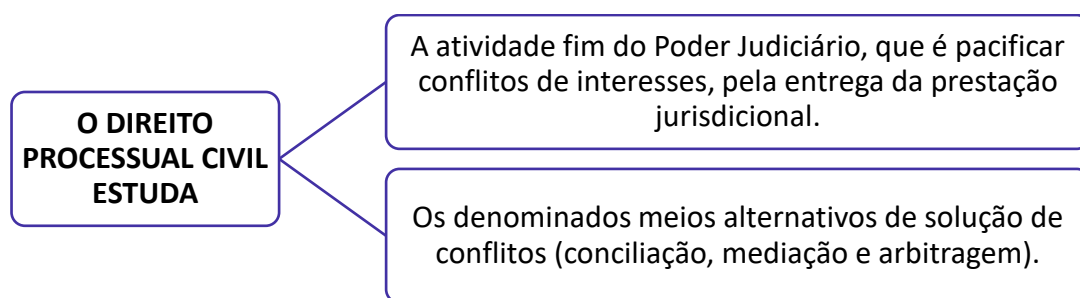 O DIREITO
PROCESSUAL CIVIL
ESTUDA
A atividade fim do Poder Judiciário, que é pacificar
conflitos de interesses, pela entrega da prestação
jurisdicional.
Os denominados meios alternativos de solução de
conflitos (conciliação, mediação e arbitragem).